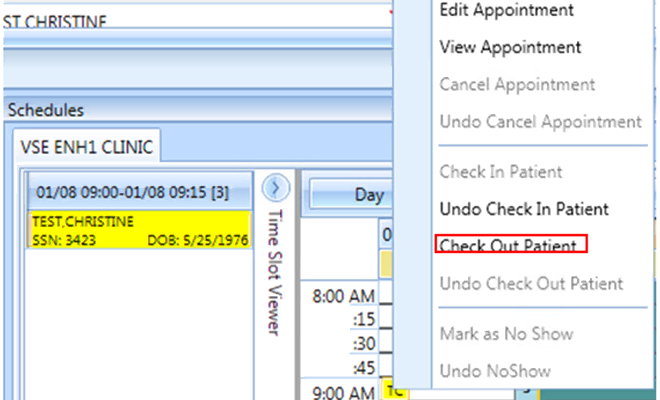 ST CHRISTINE
Schedules
VSE ENH1 CLINIC
01/08 09:00-01/08 09:15 [3]
TEST,CHRISTINE
SSN: 3423 DOB: 5/25/1976
Time Slot Viewer
Day
0
8:00 AM
:15
:30
:45
9:00 AM
TC
Edit Appointment
View Appointment
Cancel Appointment
Undo Cancel Appointment
Check In Patient
Undo Check In Patient
Check Out Patient
Undo Check Out Patient
Mark as No Show
Undo NoShow